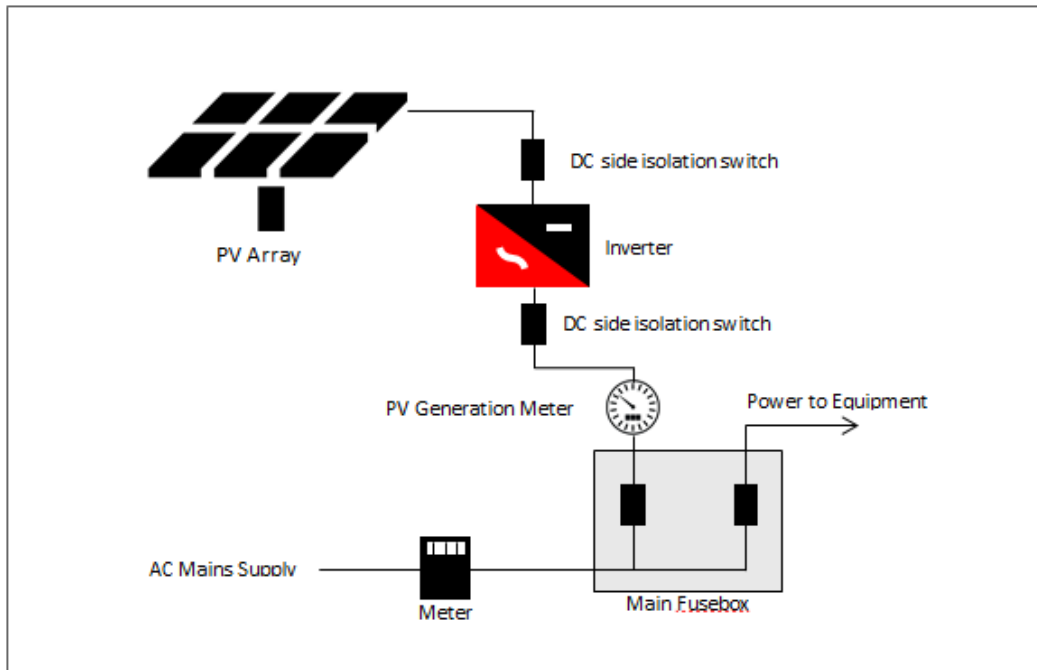 DC side isolation switch
PV Array
Inverter
DC side isolation switch
PV Generation Meter
Power to Equipment
AC Mains Supply
Meter
Main Fusebox